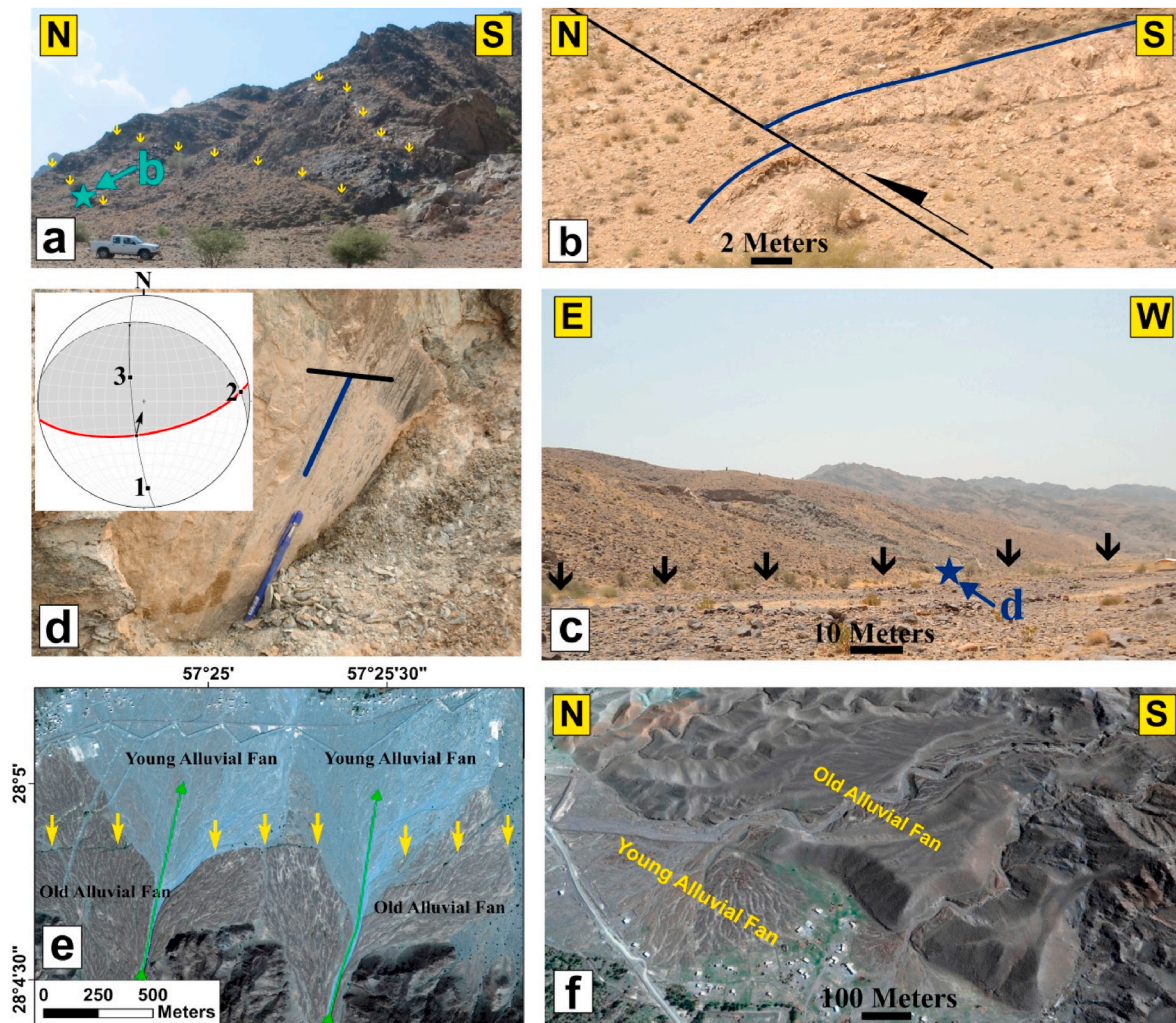 N
S
b
a
N
S
2 Meters
b
N
3
2
1
d
E
W
d
10 Meters
c
57°25'
57°25'30"
28°5'
28°4'30"
Young Alluvial Fan
Young Alluvial Fan
Old Alluvial Fan
Old Alluvial Fan
e
0 250 500
Meters
N
S
Old Alluvial Fan
Young Alluvial Fan
100 Meters
f